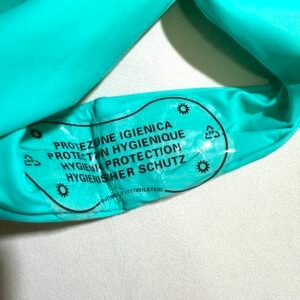 PROTEZIONE IGIENICA
PROTECTION HYGIENIQUE
HYGIENIC PROTECTION
HYGIENISCHER SCHUTZ